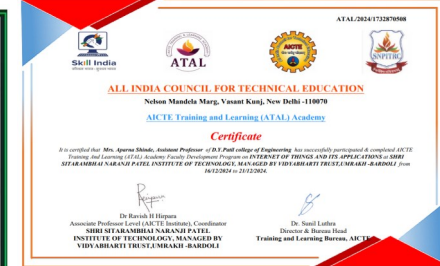 ATAL/2024/1732870508
Skill India
ATAL
AICTE
SNPITRC
ALL INDIA COUNCIL FOR TECHNICAL EDUCATION
Nelson Mandela Marg, Vasant Kunj, New Delhi -110070
AICTE Training and Learning (ATAL) Academy
Certificate
It is certified that Mrs. Aparna Shinde, Assistant Professor of D.Y.Patil college of Engineering has successfully participated & completed AICTE
Training And Learning (ATAL) Academy Faculty Development Program on INTERNET OF THINGS AND ITS APPLICATIONS at SHRI
SITARAMBHAI NARANJI PATEL INSTITUTE OF TECHNOLOGY, MANAGED BY VIDYABHARTI TRUST,UMRAKH -BARDOLI from
16/12/2024 to 21/12/2024.
Dr Ravish H Hirpara
Associate Professor Level (AICTE Institute), Coordinator
SHRI SITARAMBHAI NARANJI PATEL
INSTITUTE OF TECHNOLOGY, MANAGED BY
VIDYABHARTI TRUST,UMRAKH -BARDOLI
Dr. Sunil Luthra
Director & Bureau Head
Training and Learning Bureau, AICTE